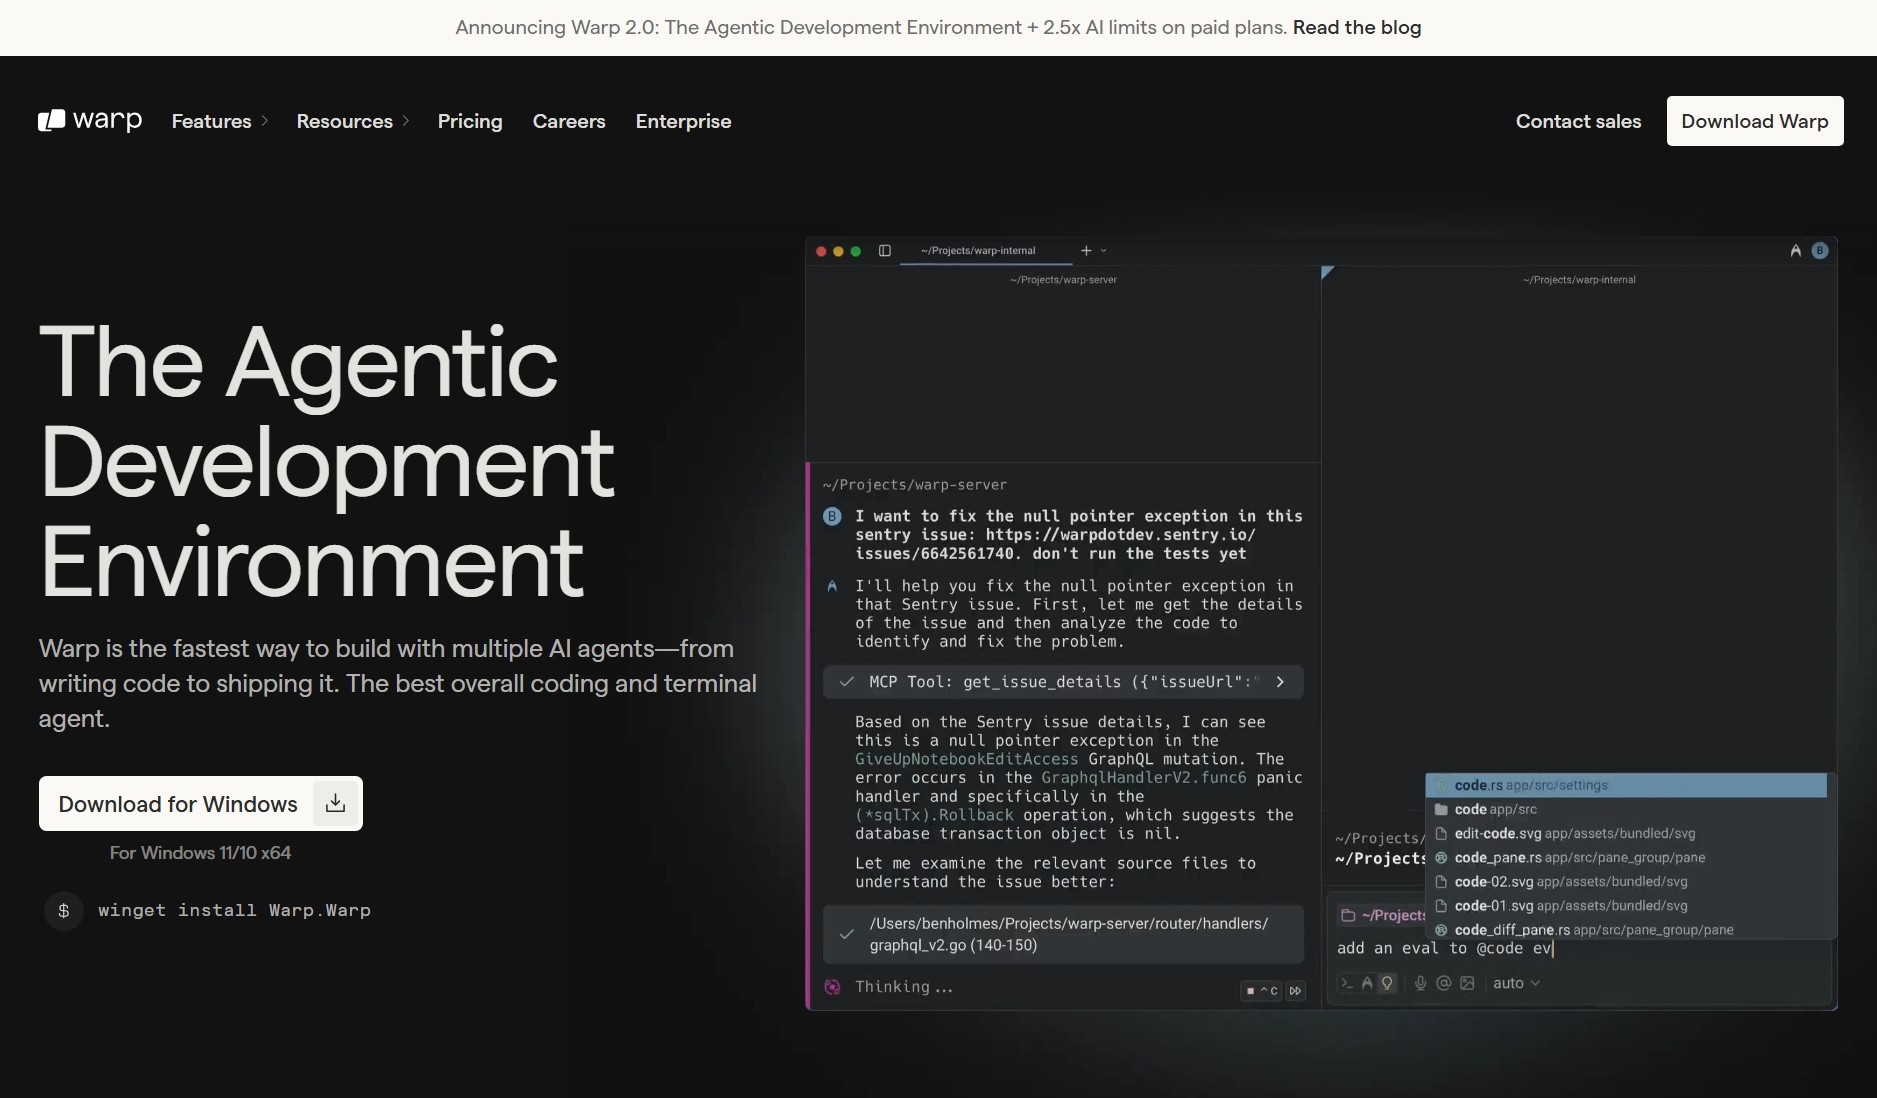 Announcing Warp 2.0: The Agentic Development Environment + 2.5x AI limits on paid plans. Read the blog
warp Features Resources Pricing Careers Enterprise Contact sales Download Warp
The Agentic
Development
Environment
Warp is the fastest way to build with multiple AI agents—from
writing code to shipping it. The best overall coding and terminal
agent.
Download for Windows
For Windows 11/10 x64
$ winget install Warp.Warp
~/Projects/warp-internal
B
~/Projects/warp-server
~/Projects/warp-server
B I want to fix the null pointer exception in this
sentry issue: https://warpdotdev.sentry.io/
issues/6642561740. don't run the tests yet
I'll help you fix the null pointer exception in
that Sentry issue. First, let me get the details
of the issue and then analyze the code to
identify and fix the problem.
MCP Tool: get_issue_details ({"issueUrl":"
Based on the Sentry issue details, I can see
this is a null pointer exception in the
GiveUpNotebookEditAccess GraphQL mutation. The
error occurs in the GraphqlHandlerV2.func6 panic
handler and specifically in the
(*sqlTx).Rollback operation, which suggests the
database transaction object is nil.
Let me examine the relevant source files to
understand the issue better:
/Users/benholmes/Projects/warp-server/router/handlers/
graphql_v2.go (140-150)
Thinking...
^ C
~/Projects/warp-internal
code.rs app/src/settings
code app/src
edit-code.svg app/assets/bundled/svg
code_pane.rs app/src/pane_group/pane
code-02.svg app/assets/bundled/svg
code-01.svg app/assets/bundled/svg
code_diff_pane.rs app/src/pane_group/pane
~/Projects/
~/Projects
~/Projects
add an eval to @code ev
auto